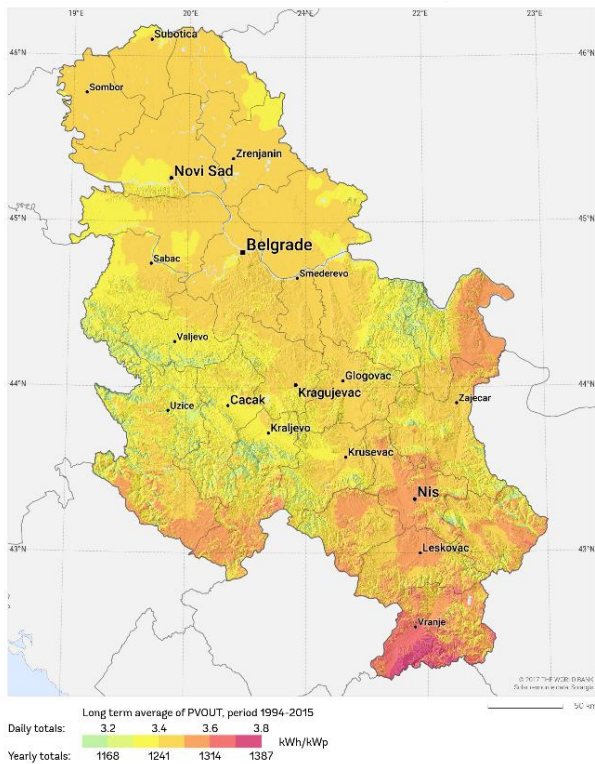 19°E 20°E 21°E 22°E 23°E
Subotica
46°N 46°N
Sombor
Zrenjanin
Novi Sad
45°N 45°N
Belgrade
Sabac
Smederevo
Valjevo
44°N 44°N
Glogovac
Kragujevac
Cacak
Zajecar
Uzice
Kraljevo
Krusevac
Nis
43°N 43°N
Leskovac
Vranje
© 2017 THE WORLD BANK
50 km
Long term average of PVOUT, period 1994-2015
Daily totals: 3.2 3.4 3.6 3.8
kWh/kWp
Yearly totals: 1168 1241 1314 1387